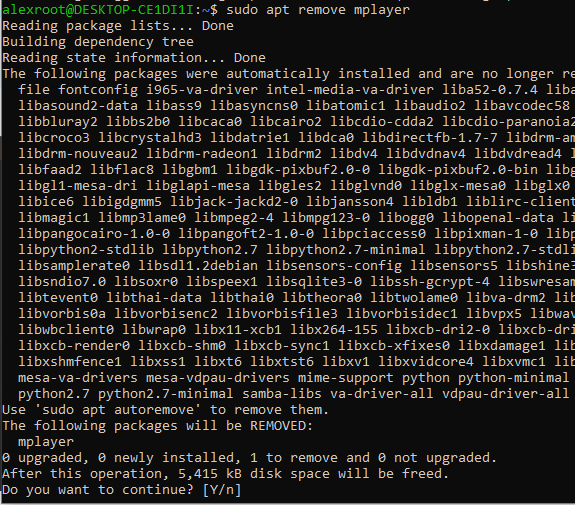 alexroot@DESKTOP-CE1DI1I:~$ sudo apt remove mplayer
Reading package lists... Done
Building dependency tree
Reading state information... Done
The following packages were automatically installed and are no longer re
file fontconfig i965-va-driver intel-media-va-driver liba52-0.7.4 liba
libasound2-data libass9 libasyncns0 libatomic1 libaudio2 libavcodec58
libbluray2 libbs2b0 libcaca0 libcairo2 libcdio-cdda2 libcdio-paranoia2
libcroco3 libcrystalhd3 libdatrie1 libdca0 libdirectfb-1.7-7 libdrm-am
libdrm-nouveau2 libdrm-radeon1 libdrm2 libdv4 libdvdnav4 libdvdread4 l
libfaad2 libflac8 libgbm1 libgdk-pixbuf2.0-0 libgdk-pixbuf2.0-bin libg
libgl1-mesa-dri libglapi-mesa libgles2 libglvnd0 libglx-mesa0 libglx0
libice6 libigdgmm5 libjack-jackd2-0 libjansson4 libldb1 liblirc-client
libmagic1 libmp3lame0 libmpeg2-4 libmpg123-0 libogg0 libopenal-data li
libpangocairo-1.0-0 libpangoft2-1.0-0 libpciaccess0 libpixman-1-0 libp
libpython2-stdlib libpython2.7 libpython2.7-minimal libpython2.7-stdli
libsamplerate0 libsdl1.2debian libsensors-config libsensors5 libshine3
libsndio7.0 libsoxr0 libspeex1 libsqlite3-0 libssh-gcrypt-4 libswresam
libtevent0 libthai-data libthai0 libtheora0 libtwolame0 libva-drm2 lib
libvorbis0a libvorbisenc2 libvorbisfile3 libvorbisidec1 libvpx5 libwav
libwbclient0 libwrap0 libx11-xcb1 libx264-155 libxcb-dri2-0 libxcb-dri
libxcb-render0 libxcb-shm0 libxcb-sync1 libxcb-xfixes0 libxdamage1 lib
libxshmfence1 libxss1 libxt6 libxtst6 libxv1 libxvidcore4 libxvmc1 lib
mesa-va-drivers mesa-vdpau-drivers mime-support python python-minimal
python2.7 python2.7-minimal samba-libs va-driver-all vdpau-driver-all
Use 'sudo apt autoremove' to remove them.
The following packages will be REMOVED:
mplayer
0 upgraded, 0 newly installed, 1 to remove and 0 not upgraded.
After this operation, 5,415 kB disk space will be freed.
Do you want to continue? [Y/n]